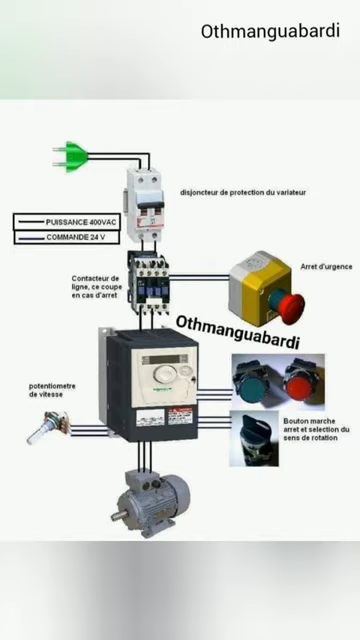 Othmanguabardi
disjoncteur de protection du variateur
PUISSANCE 400VAC
COMMANDE 24 V
Arret d'urgence
Contacteur de
ligne, ce coupe
en cas d'arret
Othmanguabardi
potentiometre
de vitesse
Bouton marche
arret et selection du
sens de rotation